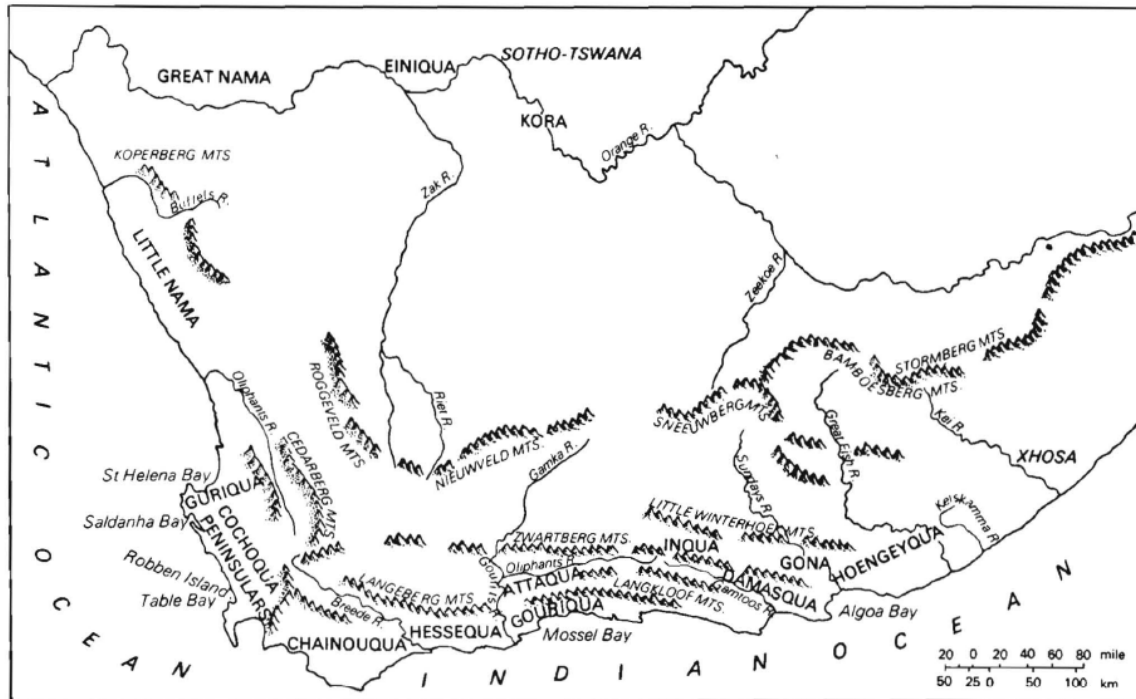 SOTHO-TSWANA
EINIQUA
GREAT NAMA
KORA
Orange R.
KOPERBERG MTS
Buffels R.
Zak R.
LITTLE NAMA
ATLANTIC OCEAN
Zeekoe R.
STORMBERG MTS
BAMBOESBERG MTS.
Oliphants R.
ROGGEVELD MTS.
Riet R.
SNEEUWBERG MTS
Great Fish R.
Kei R.
CEDARBERG MTS
NIEUWVELD MTS.
Gamka R.
Sundays R.
XHOSA
St Helena Bay
GURIQUA
Keiskamma R.
Saldanha Bay
COCHOQUA
PENINSULARS
LITTLE WINTERHOEK MTS.
ZWARTBERG MTS.
INQUA
GONA
HOENGEYQUA
Robben Island
Table Bay
Oliphants R.
ATTAQUA
DAMASQUA
Gouritz R.
LANGEBERG MTS.
LANGKLOOF MTS.
Gamtoos R.
Algoa Bay
Breede R.
GOURIQUA
HESSEQUA
Mossel Bay
CHAINOUQUA
INDIAN OCEAN
20 0 20 40 60 80 mile
50 25 0 50 100 km